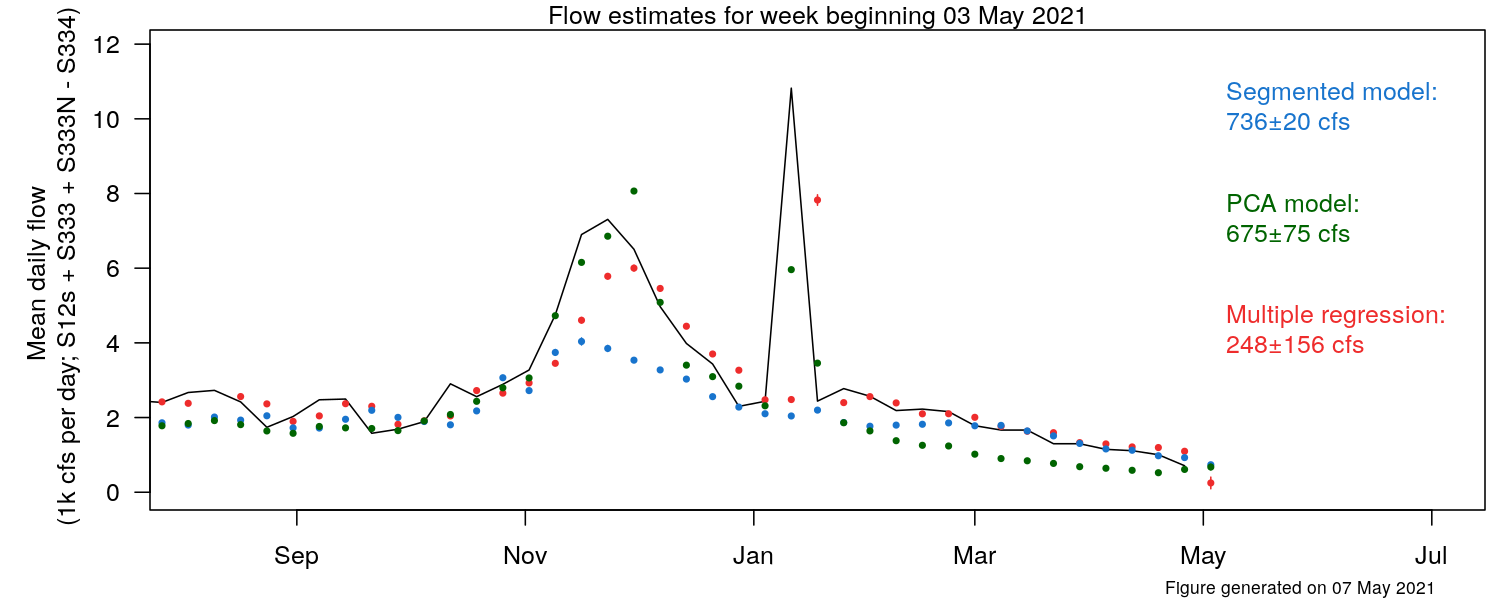 Flow estimates for week beginning 03 May 2021
Mean daily flow
(1k cfs per day; S12s + S333 + S333N - S334)
12
10
8
6
4
2
0
Segmented model:
736±20 cfs
PCA model:
675±75 cfs
Multiple regression:
248±156 cfs
Sep Nov Jan Mar May Jul
Figure generated on 07 May 2021